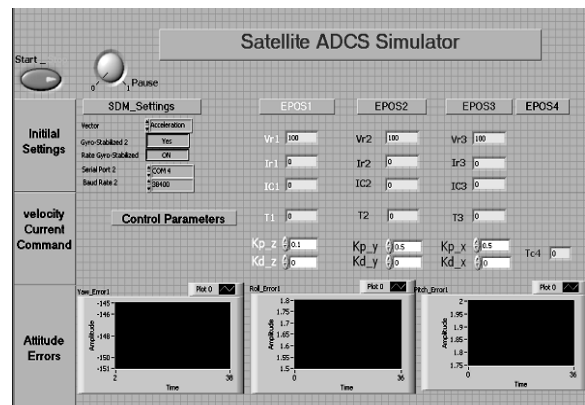 Satellite ADCS Simulator
Start _
0 1 Pause
3DM_Settings
EPOS1 EPOS2 EPOS3 EPOS4
Initilal
Settings
Vector Acceleration
Gyro-Stabilized 2 Yes
Rate Gyro-Stabilized ON
Serial Port 2 COM 4
Baud Rate 2 38400
Vr1 100 Vr2 100 Vr3 100
Ir1 0 Ir2 0 Ir3 0
IC1 0 IC2 0 IC3 0
velocity
Current
Command
Control Parameters
T1 0 T2 0 T3 0
Kp_z 0.1 Kp_y 0.5 Kp_x 0.5
Kd_z 0 Kd_y 0 Kd_x 0
Tc4 0
Attitude
Errors
Yaw_Error1 Plot 0
Amplitude
-145
-146
-148
-150
-151
2 36
Time
Roll_Error1 Plot 0
Amplitude
1.8
1.75
1.7
1.65
1.6
1.55
1.5
0 36
Time
Pitch_Error1 Plot 0
Amplitude
2
1.95
1.9
1.85
1.8
1.75
0 36
Time